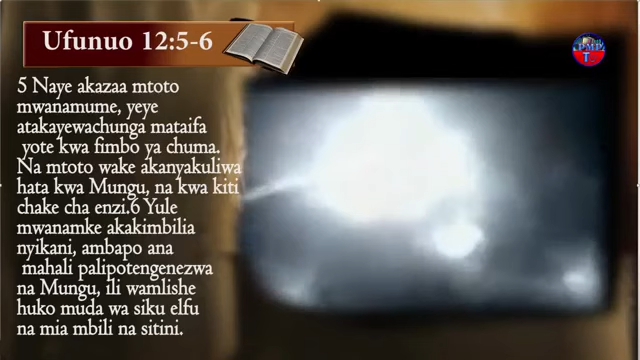 Ufunuo 12:5-6
5 Naye akazaa mtoto
mwanamume, yeye
atakayewachunga mataifa
yote kwa fimbo ya chuma.
Na mtoto wake akanyakuliwa
hata kwa Mungu, na kwa kiti
chake cha enzi.6 Yule
mwanamke akakimbilia
nyikani, ambapo ana
mahali palipotengenezwa
na Mungu, ili wamlishe
huko muda wa siku elfu
na mia mbili na sitini.